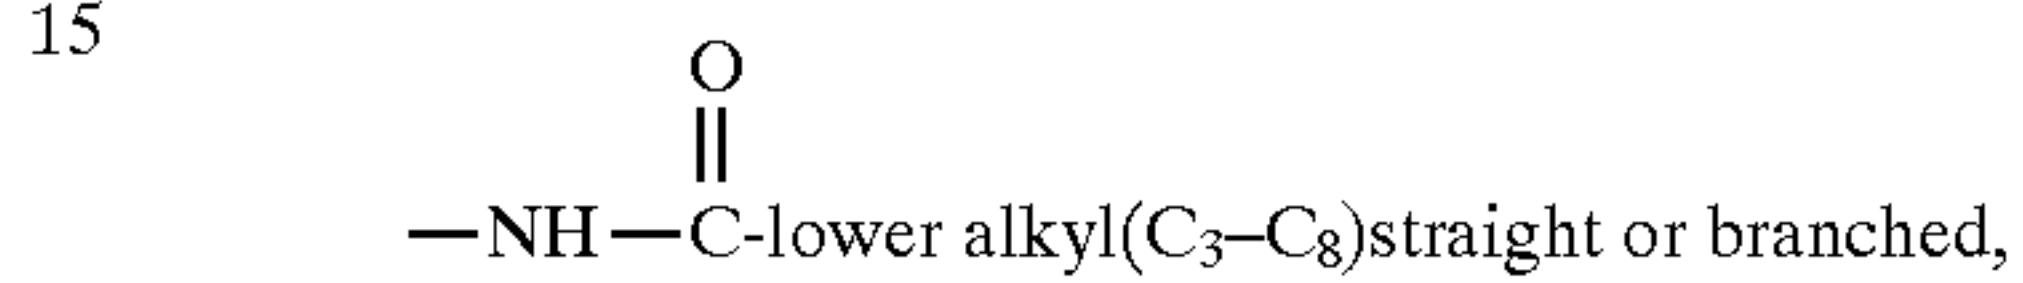 15
O
—NH—C-lower alkyl(C₃–C₈)straight or branched,